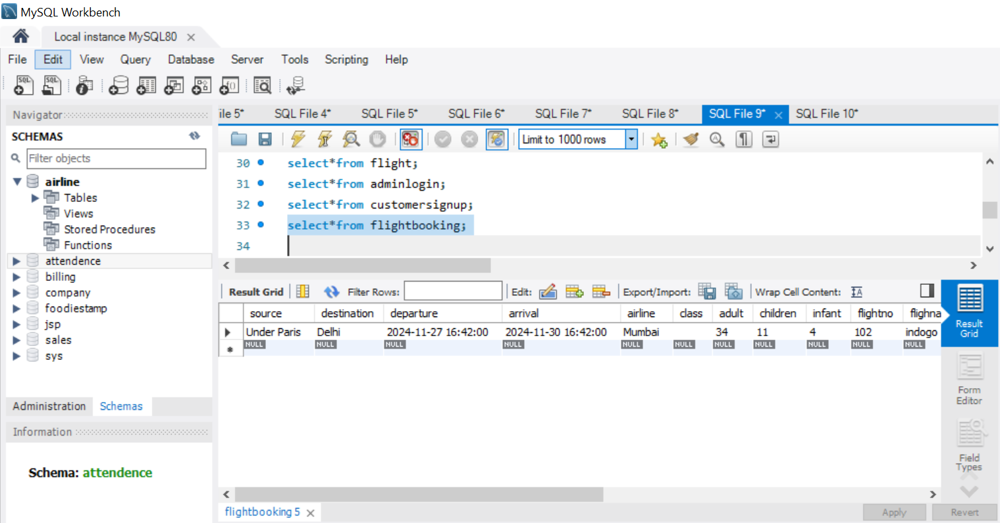 MySQL Workbench
Local instance MySQL80
File Edit View Query Database Server Tools Scripting Help
SQL SQL
Navigator
SCHEMAS
Filter objects
airline
Tables
Views
Stored Procedures
Functions
attendence
billing
company
foodiestamp
jsp
sales
sys
Administration Schemas
Information
Schema: attendence
ile 5* SQL File 4* SQL File 5* SQL File 6* SQL File 7* SQL File 8* SQL File 9* SQL File 10*
Limit to 1000 rows
30 select*from flight;
31 select*from adminlogin;
32 select*from customersignup;
33 select*from flightbooking;
34
Result Grid Filter Rows: Edit: Export/Import: Wrap Cell Content: IA
source destination departure arrival airline class adult children infant flightno flighna
Under Paris Delhi 2024-11-27 16:42:00 2024-11-30 16:42:00 Mumbai 34 11 4 102 indogo
NULL NULL NULL NULL NULL NULL NULL NULL NULL NULL NULL
Result
Grid
Form
Editor
Field
Types
flightbooking 5
Apply Revert